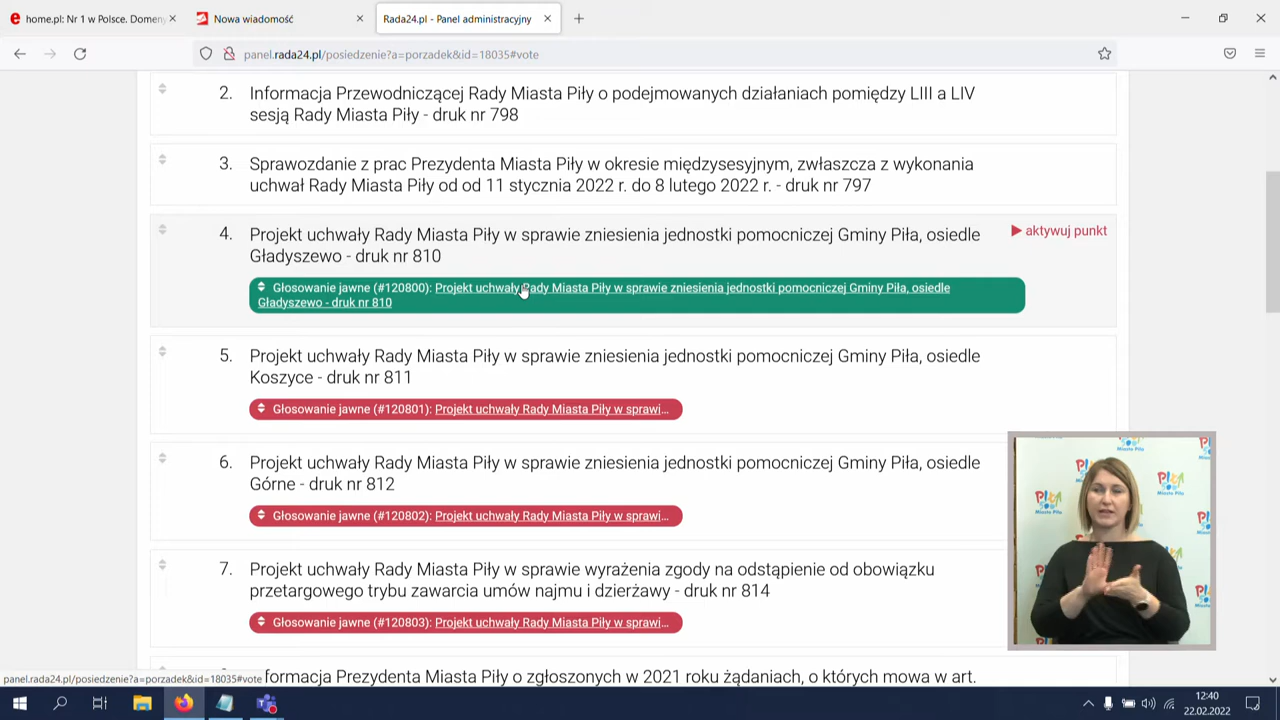 home.pl: Nr 1 w Polsce. Domeny
Nowa wiadomość
Rada24.pl - Panel administracyjny
panel.rada24.pl/posiedzenie?a=porzadek&id=18035#vote
2. Informacja Przewodniczącej Rady Miasta Piły o podejmowanych działaniach pomiędzy LIII a LIV
sesją Rady Miasta Piły - druk nr 798
3. Sprawozdanie z prac Prezydenta Miasta Piły w okresie międzysesyjnym, zwłaszcza z wykonania
uchwał Rady Miasta Piły od od 11 stycznia 2022 r. do 8 lutego 2022 r. - druk nr 797
4. Projekt uchwały Rady Miasta Piły w sprawie zniesienia jednostki pomocniczej Gminy Piła, osiedle
aktywuj punkt
Gładyszewo - druk nr 810
Głosowanie jawne (#120800): Projekt uchwały Rady Miasta Piły w sprawie zniesienia jednostki pomocniczej Gminy Piła, osiedle
Gładyszewo - druk nr 810
5. Projekt uchwały Rady Miasta Piły w sprawie zniesienia jednostki pomocniczej Gminy Piła, osiedle
Koszyce - druk nr 811
Głosowanie jawne (#120801): Projekt uchwały Rady Miasta Piły w sprawi...
6. Projekt uchwały Rady Miasta Piły w sprawie zniesienia jednostki pomocniczej Gminy Piła, osiedle
Górne - druk nr 812
Głosowanie jawne (#120802): Projekt uchwały Rady Miasta Piły w sprawi...
7. Projekt uchwały Rady Miasta Piły w sprawie wyrażenia zgody na odstąpienie od obowiązku
przetargowego trybu zawarcia umów najmu i dzierżawy - druk nr 814
Głosowanie jawne (#120803): Projekt uchwały Rady Miasta Piły w sprawi...
formacja Prezydenta Miasta Piły o zgłoszonych w 2021 roku żądaniach, o których mowa w art.
panel.rada24.pl/posiedzenie?a=porzadek&id=18035#vote
12:40
22.02.2022